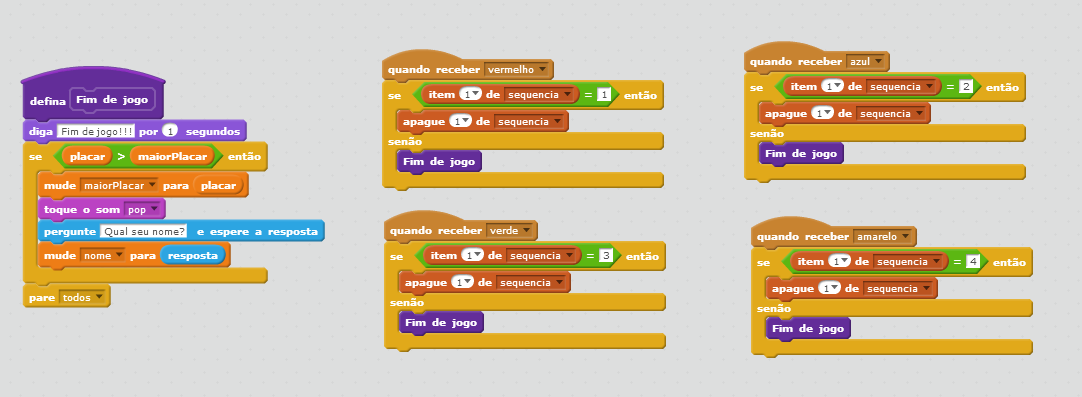 defina Fim de jogo
diga Fim de jogo!!! por 1 segundos
se placar > maiorPlacar então
mude maiorPlacar para placar
toque o som pop
pergunte Qual seu nome? e espere a resposta
mude nome para resposta
pare todos
quando receber vermelho
se item 1 de sequencia = 1 então
apague 1 de sequencia
senão
Fim de jogo
quando receber verde
se item 1 de sequencia = 3 então
apague 1 de sequencia
senão
Fim de jogo
quando receber azul
se item 1 de sequencia = 2 então
apague 1 de sequencia
senão
Fim de jogo
quando receber amarelo
se item 1 de sequencia = 4 então
apague 1 de sequencia
senão
Fim de jogo